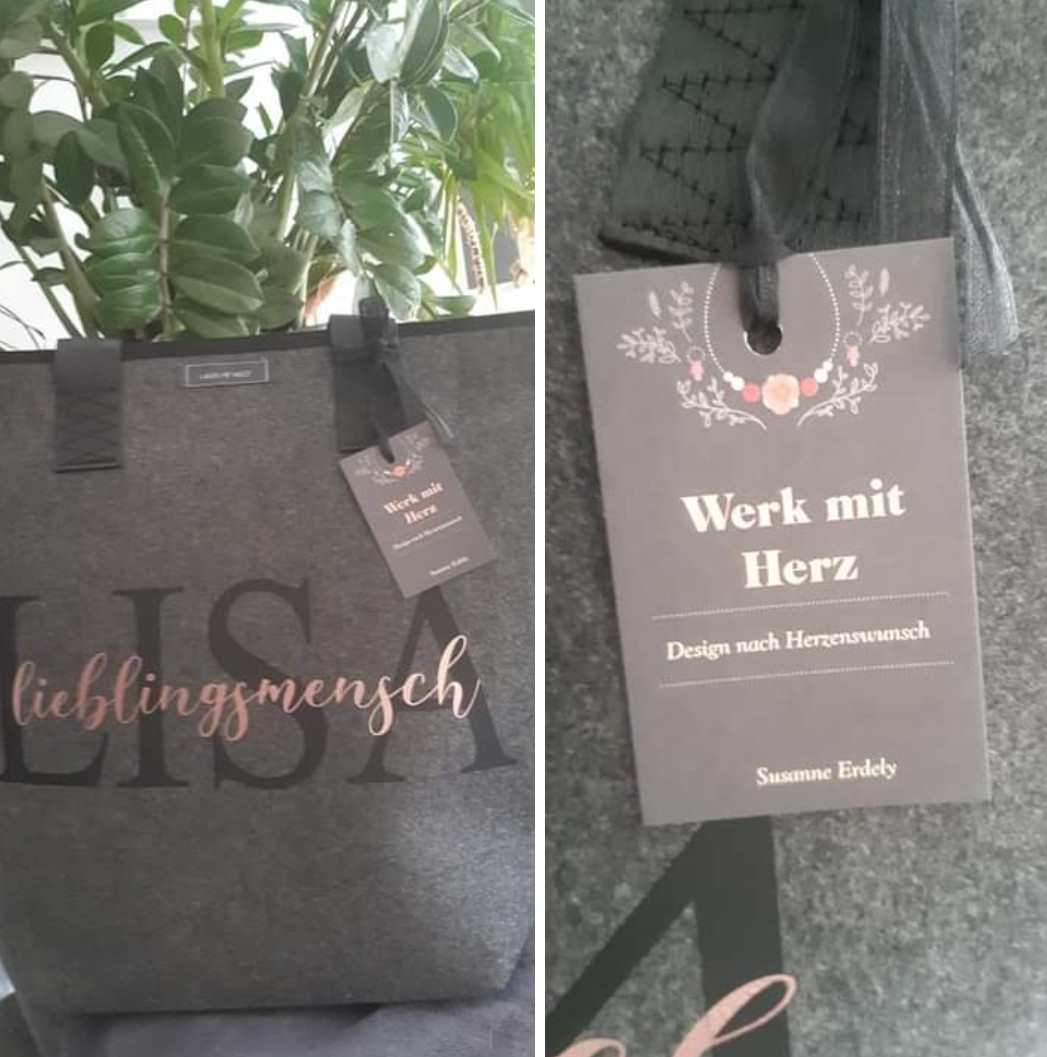 LISA
lieblingsmensch
Werk mit
Herz
Design nach Herzenswunsch
Susanne Erdely
Werk mit
Herz
Design nach Herzenswunsch
Susanne Erdely